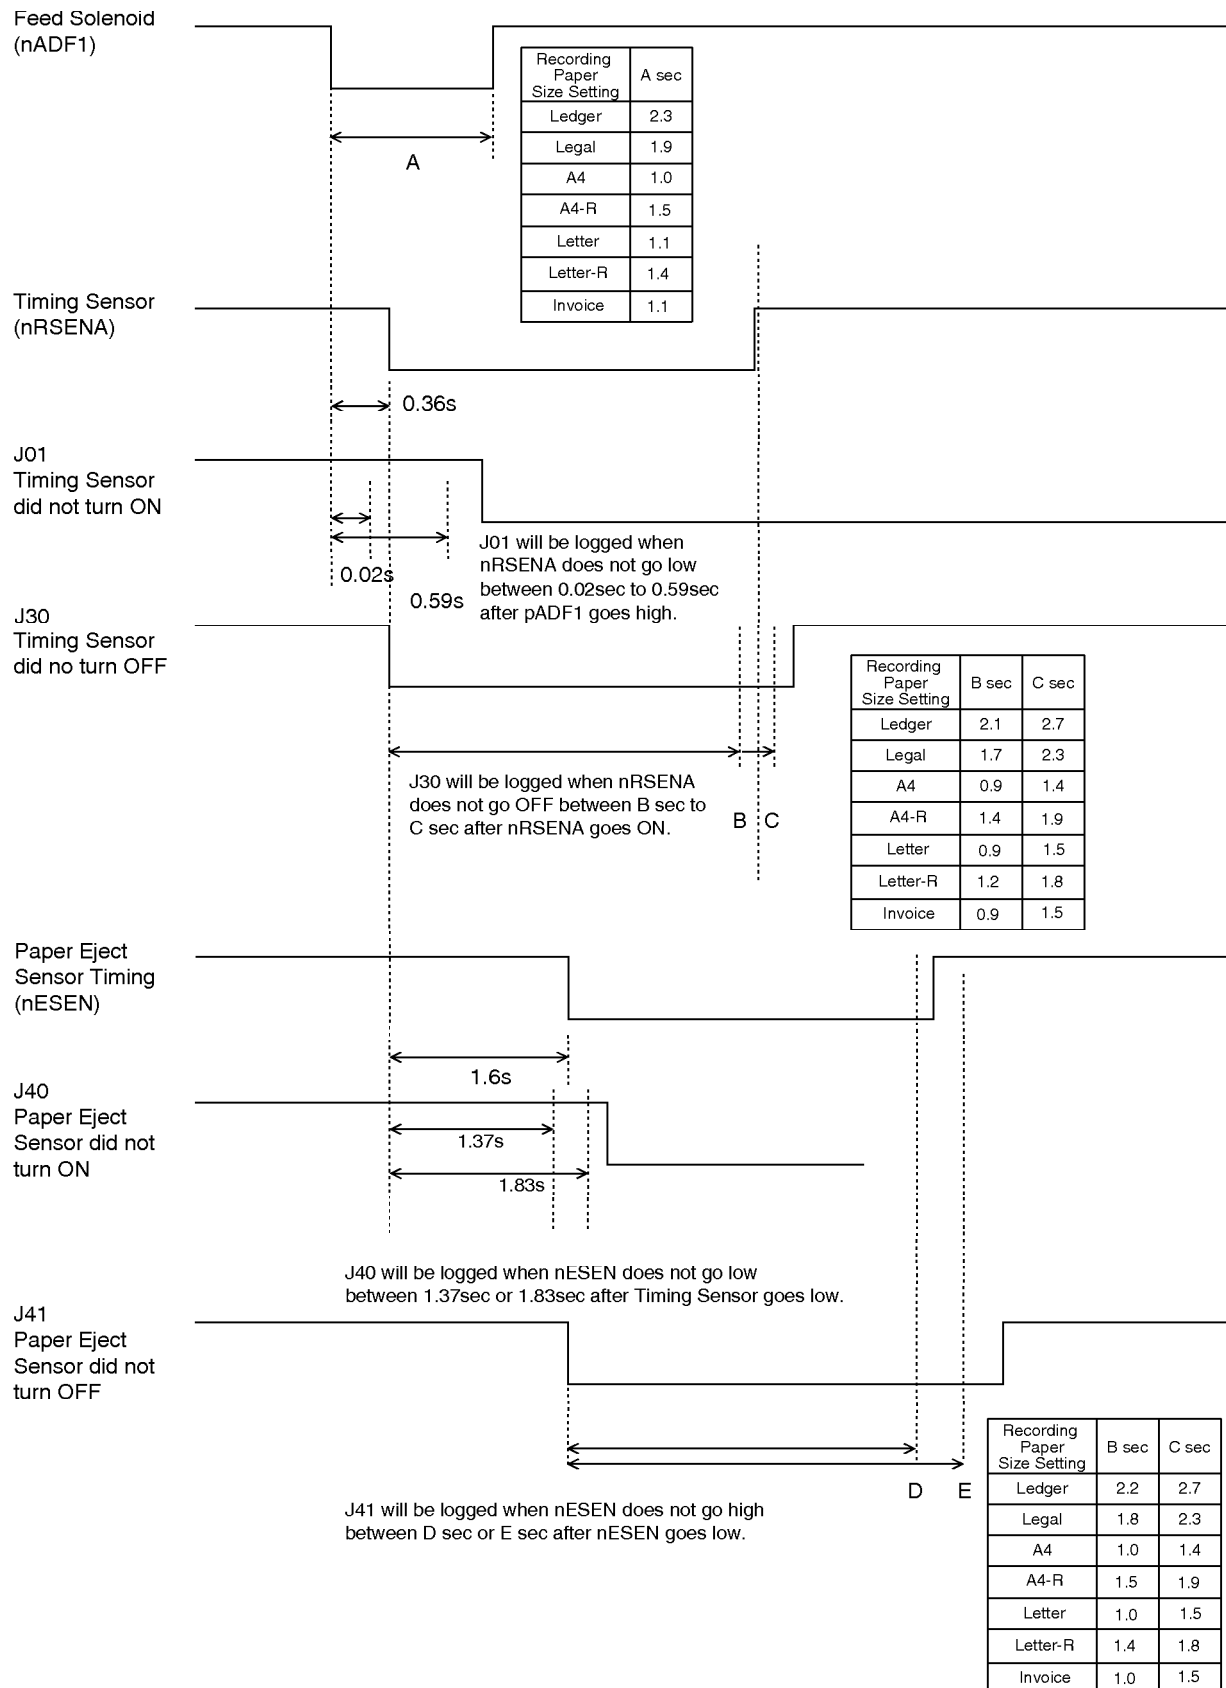 Feed Solenoid
(nADF1)
A
Recording
Paper
Size Setting
A sec
Ledger 2.3
Legal 1.9
A4 1.0
A4-R 1.5
Letter 1.1
Letter-R 1.4
Invoice 1.1
Timing Sensor
(nRSENA)
0.36s
J01
Timing Sensor
did not turn ON
0.02s
0.59s
J01 will be logged when
nRSENA does not go low
between 0.02sec to 0.59sec
after pADF1 goes high.
J30
Timing Sensor
did no turn OFF
J30 will be logged when nRSENA
does not go OFF between B sec to
C sec after nRSENA goes ON.
B C
Recording
Paper
Size Setting
B sec C sec
Ledger 2.1 2.7
Legal 1.7 2.3
A4 0.9 1.4
A4-R 1.4 1.9
Letter 0.9 1.5
Letter-R 1.2 1.8
Invoice 0.9 1.5
Paper Eject
Sensor Timing
(nESEN)
1.6s
J40
Paper Eject
Sensor did not
turn ON
1.37s
1.83s
J40 will be logged when nESEN does not go low
between 1.37sec or 1.83sec after Timing Sensor goes low.
J41
Paper Eject
Sensor did not
turn OFF
D E
J41 will be logged when nESEN does not go high
between D sec or E sec after nESEN goes low.
Recording
Paper
Size Setting
B sec C sec
Ledger 2.2 2.7
Legal 1.8 2.3
A4 1.0 1.4
A4-R 1.5 1.9
Letter 1.0 1.5
Letter-R 1.4 1.8
Invoice 1.0 1.5